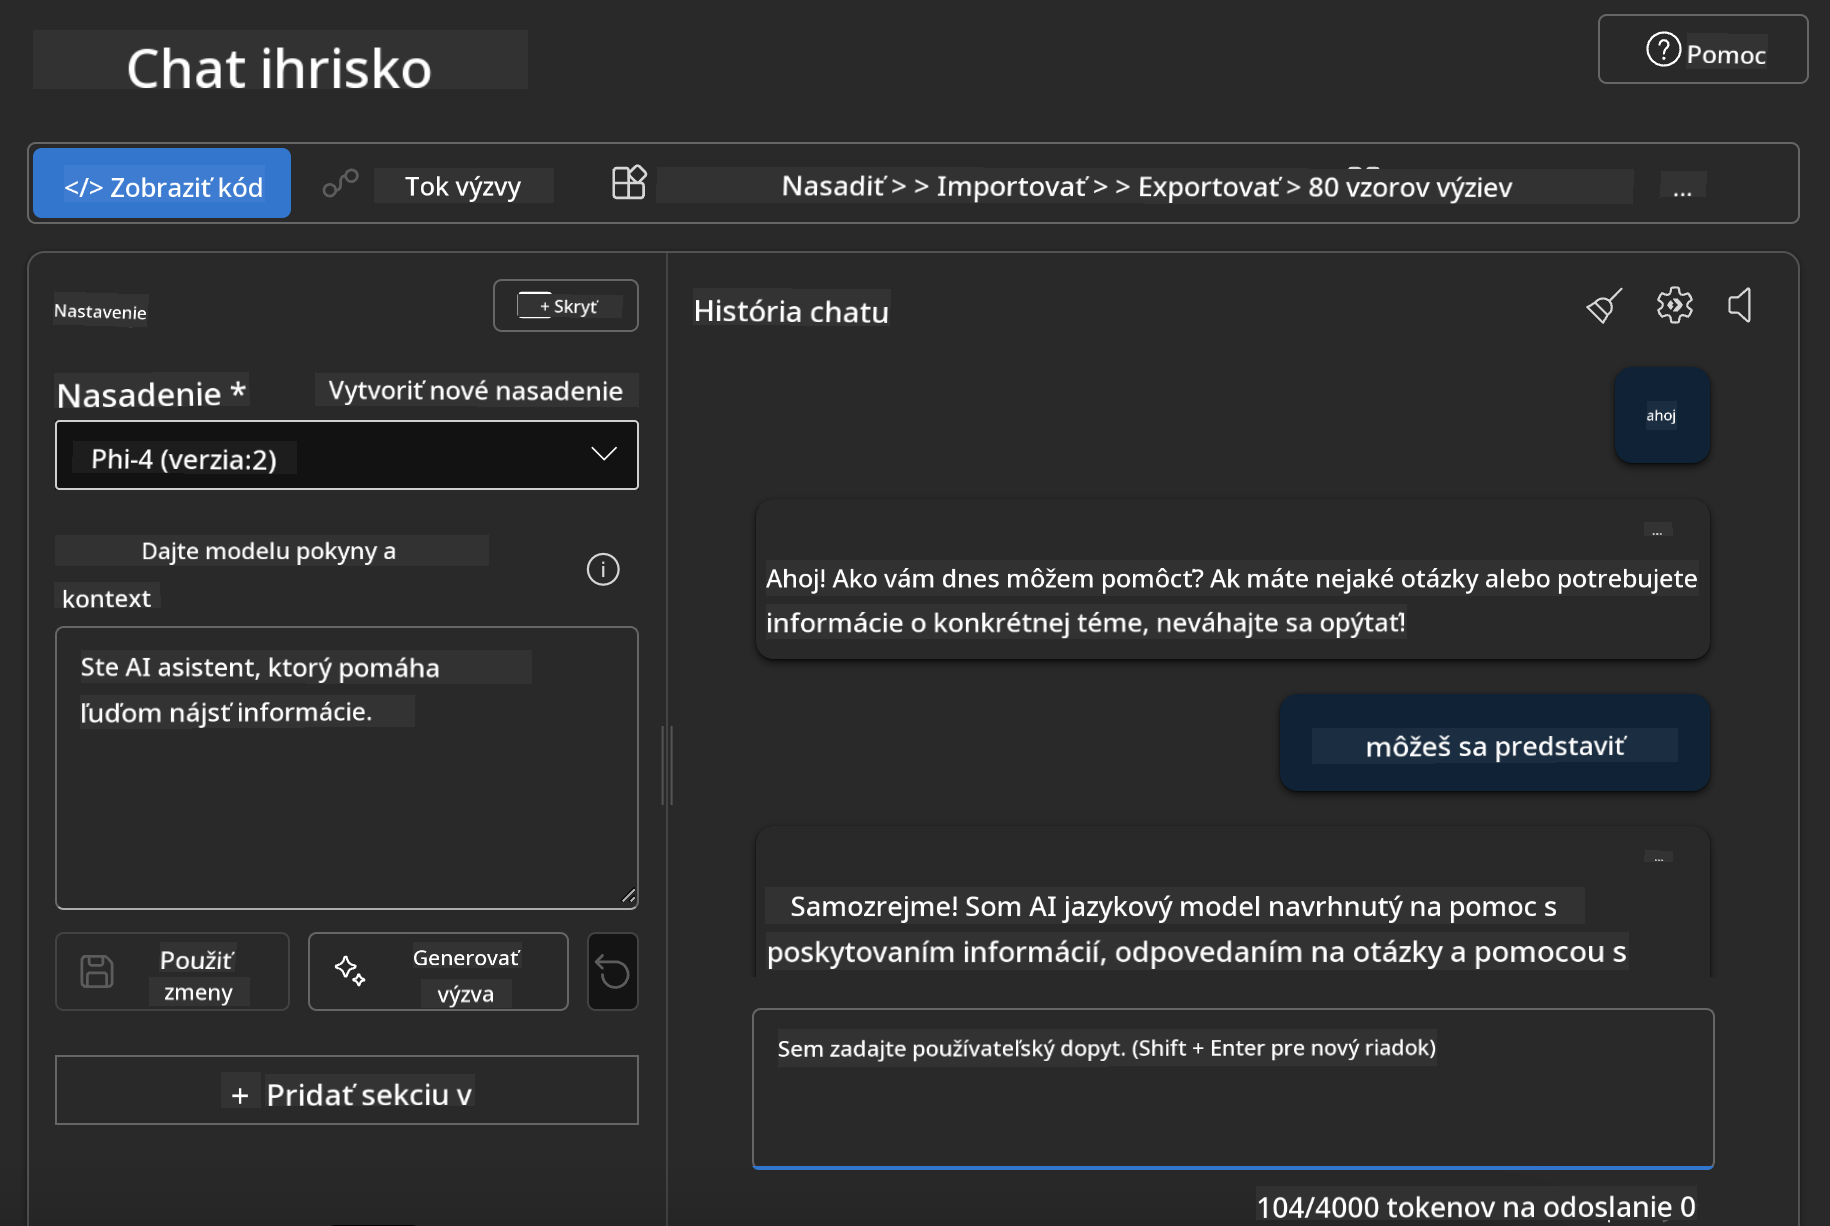 Chat ihrisko
Pomoc
</> Zobraziť kód
Tok výzvy
Nasadiť > > Importovať > > Exportovať > 80 vzorov výziev
...
Nastavenie
+ Skryť
Nasadenie *
Vytvoriť nové nasadenie
Phi-4 (verzia:2)
Dajte modelu pokyny a
kontext
Ste AI asistent, ktorý pomáha
ľuďom nájsť informácie.
Použiť
zmeny
Generovať
výzva
+ Pridať sekciu v
História chatu
ahoj
...
Ahoj! Ako vám dnes môžem pomôcť? Ak máte nejaké otázky alebo potrebujete
informácie o konkrétnej téme, neváhajte sa opýtať!
môžeš sa predstaviť
...
Samozrejme! Som AI jazykový model navrhnutý na pomoc s
poskytovaním informácií, odpovedaním na otázky a pomocou s
Sem zadajte používateľský dopyt. (Shift + Enter pre nový riadok)
104/4000 tokenov na odoslanie 0